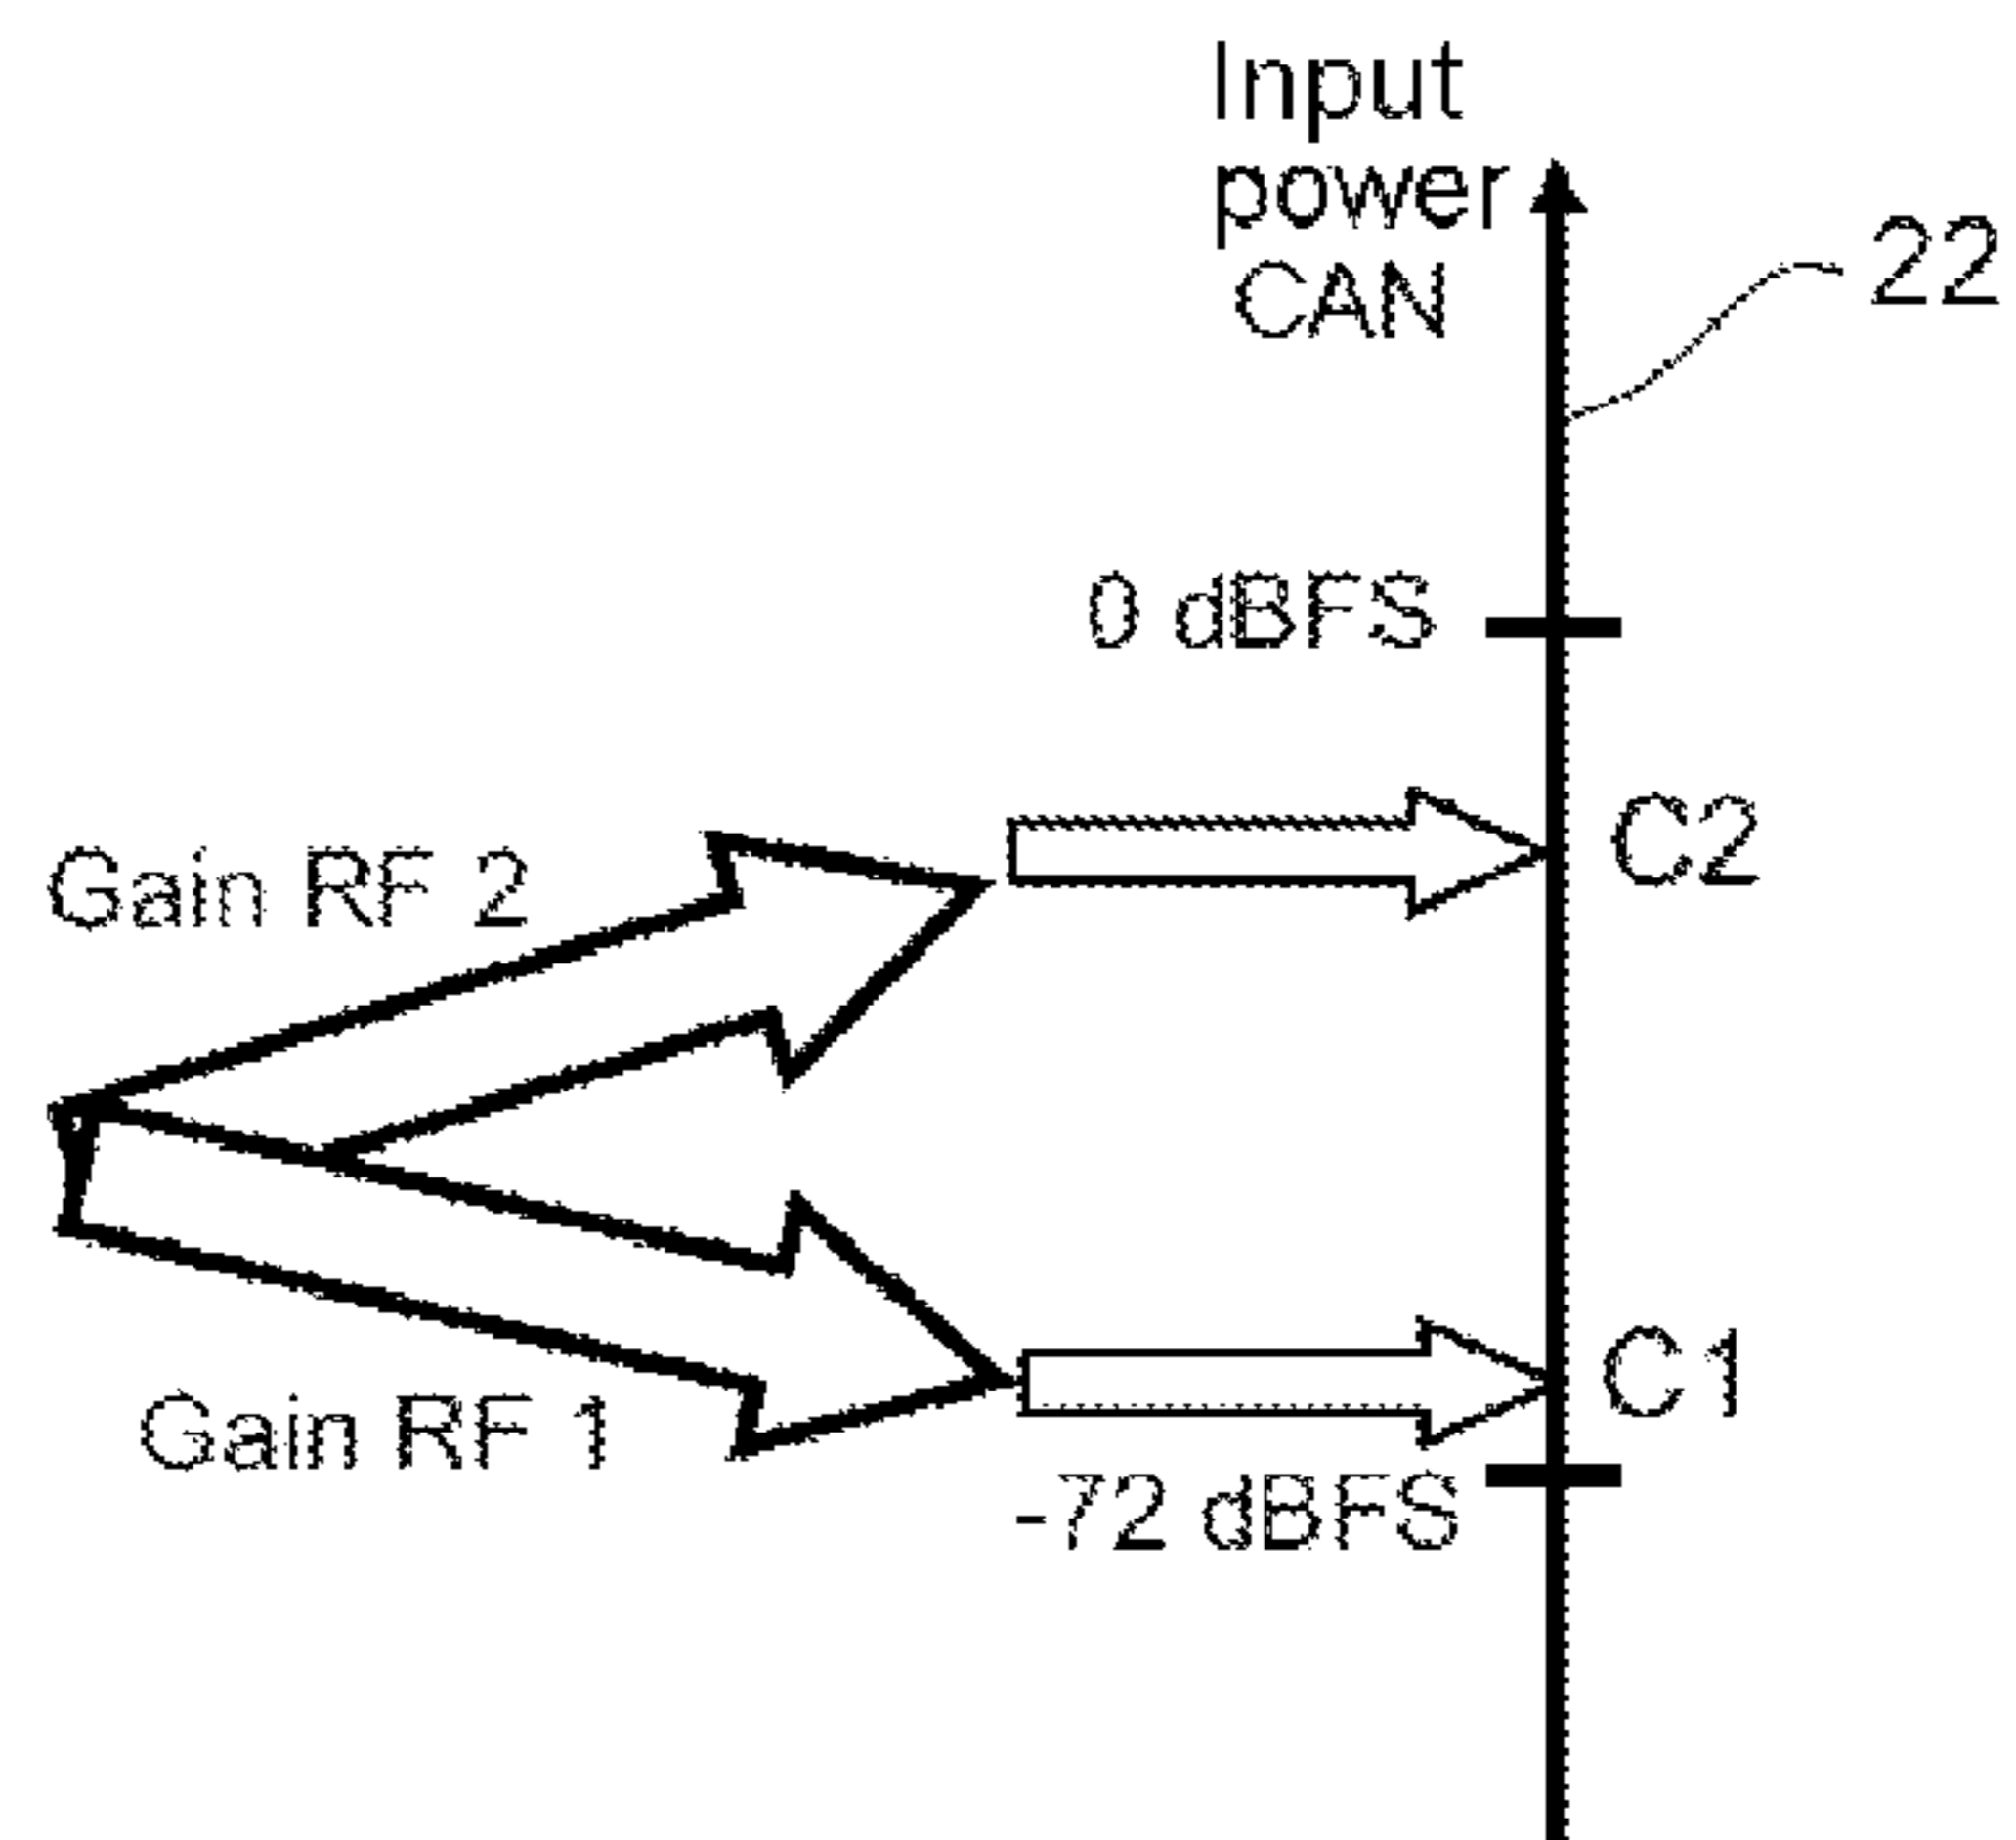 Input
power
CAN
22
0 dBFS
C2
Gain RF 2
C1
Gain RF 1
-72 dBFS